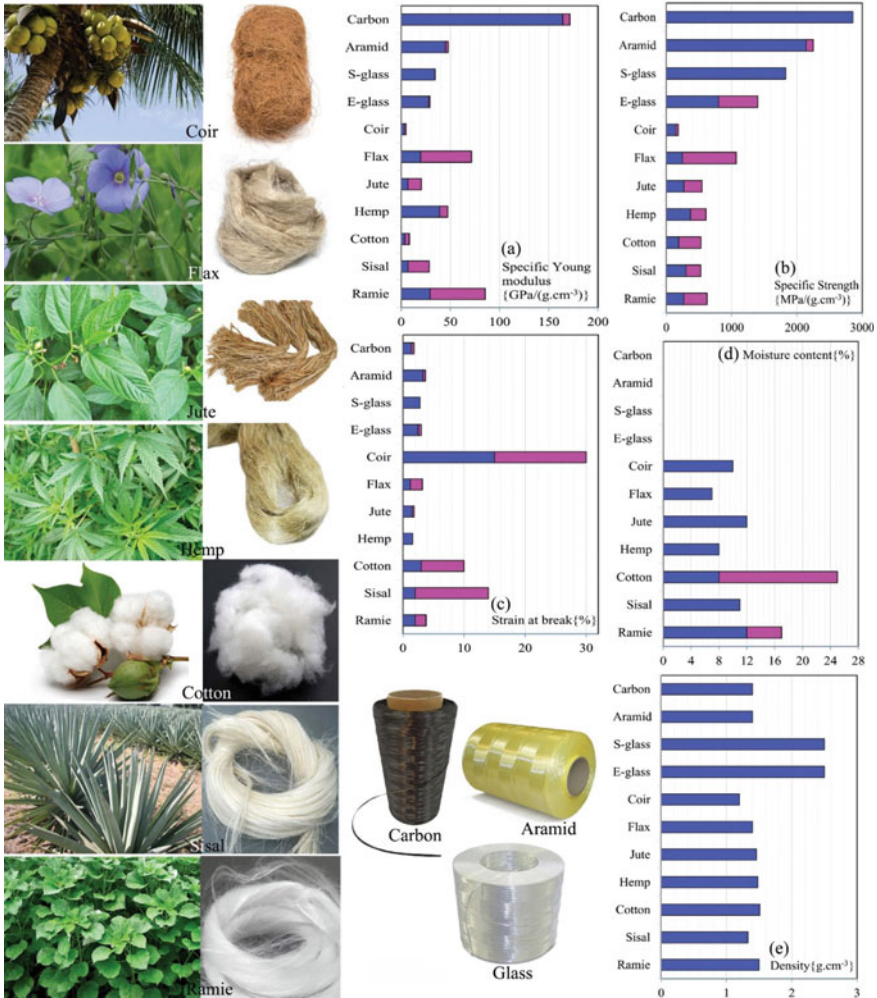 Coir
Flax
Jute
Hemp
Cotton
Sisal
Ramie
Carbon
Aramid
S-glass
E-glass
Coir
Flax
Jute
Hemp
Cotton
Sisal
Ramie
(a)
Specific Young
modulus
{GPa/(g.cm⁻³)}
0 50 100 150 200
Carbon
Aramid
S-glass
E-glass
Coir
Flax
Jute
Hemp
Cotton
Sisal
Ramie
(b)
Specific Strength
{MPa/(g.cm⁻³)}
0 1000 2000 3000
Carbon
Aramid
S-glass
E-glass
Coir
Flax
Jute
Hemp
Cotton
Sisal
Ramie
(c)
Strain at break{%}
0 10 20 30
(d) Moisture content{%}
Carbon
Aramid
S-glass
E-glass
Coir
Flax
Jute
Hemp
Cotton
Sisal
Ramie
0 4 8 12 16 20 24 28
Carbon
Aramid
Glass
Carbon
Aramid
S-glass
E-glass
Coir
Flax
Jute
Hemp
Cotton
Sisal
Ramie
(e)
Density{g.cm⁻³}
0 1 2 3